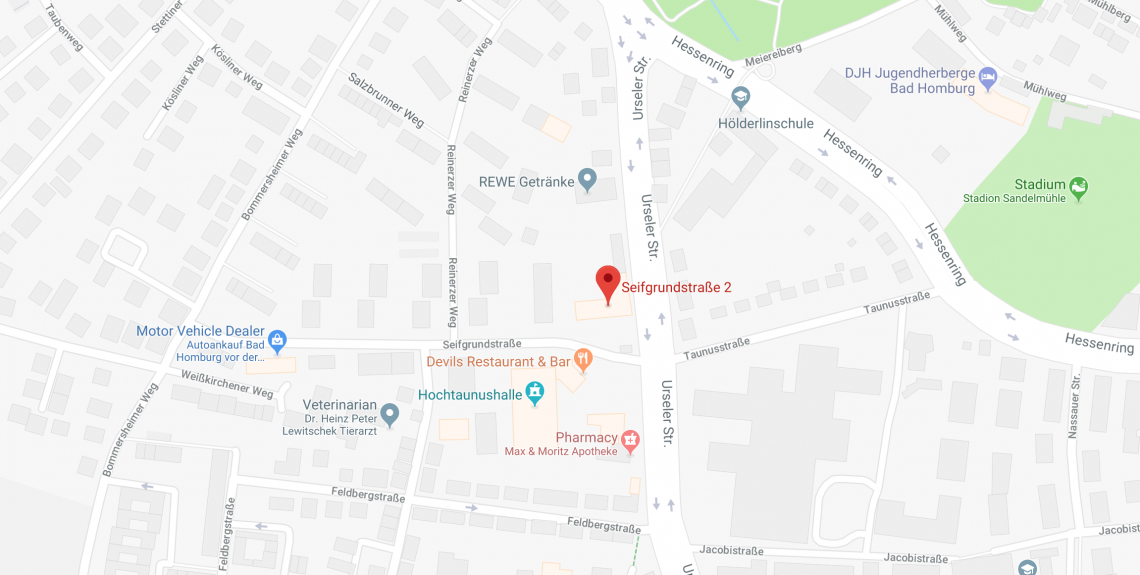 Taubenweg
Stettiner
Kösliner Weg
Kösliner Weg
Salzbrunner Weg
Reinerzer Weg
Urseler Str.
Hessenring
Meiereiberg
Mühlweg
Mühlberg
Mühlweg
DJH Jugendherberge
Bad Homburg
Hölderlinschule
Hessenring
Bommersheimer Weg
Reinerzer Weg
REWE Getränke
Urseler Str.
Stadium
Stadion Sandelmühle
Hessenring
Reinerzer Weg
Seifgrundstraße 2
Taunusstraße
Motor Vehicle Dealer
Autoankauf Bad
Homburg vor der...
Seifgrundstraße
Taunusstraße
Hessenring
Devils Restaurant & Bar
Weißkirchener Weg
Hochtaunushalle
Urseler Str.
Nassauer Str.
Bommersheimer Weg
Veterinarian
Dr. Heinz Peter
Lewitschek Tierarzt
Pharmacy
Max & Moritz Apotheke
Feldbergstraße
Feldbergstraße
Feldbergstraße
Jacobistraße
Jacobistraße
Jacobistr